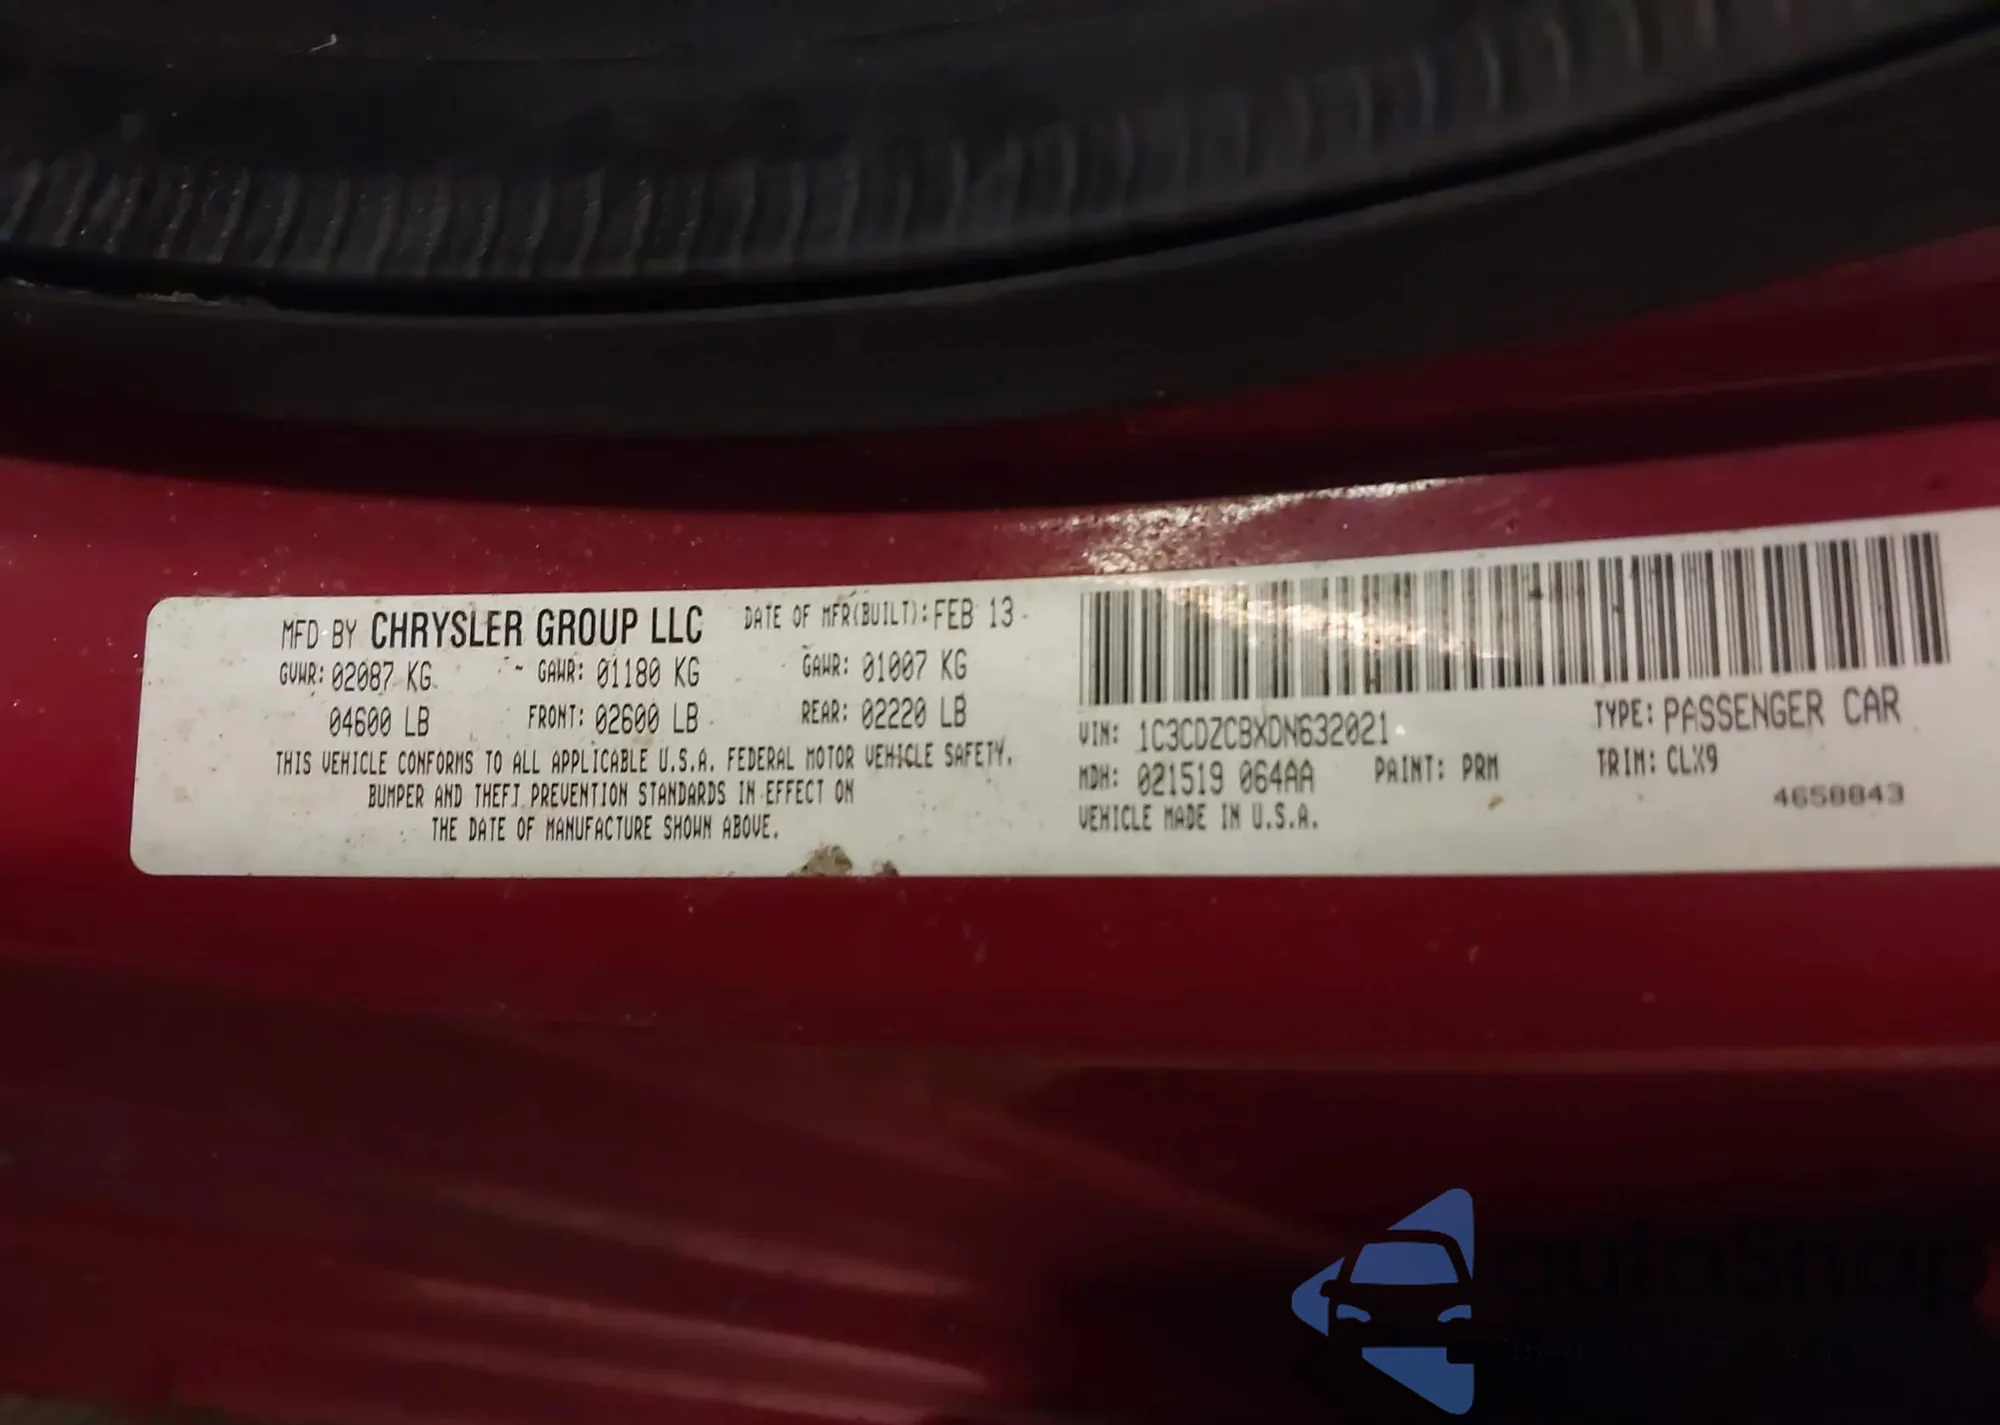 MFD BY CHRYSLER GROUP LLC DATE OF MFR(BUILT): FEB 13
GVWR: 02087 KG GAWR: 01180 KG GAWR: 01007 KG
04600 LB FRONT: 02600 LB REAR: 02220 LB
THIS VEHICLE CONFORMS TO ALL APPLICABLE U.S.A. FEDERAL MOTOR VEHICLE SAFETY,
BUMPER AND THEFT PREVENTION STANDARDS IN EFFECT ON
THE DATE OF MANUFACTURE SHOWN ABOVE.
VIN: 1C3CDZCBXDN632021 TYPE: PASSENGER CAR
MDH: 021519 064AA PAINT: PRM TRIM: CLX9
VEHICLE MADE IN U.S.A. 4658843
autoSnap